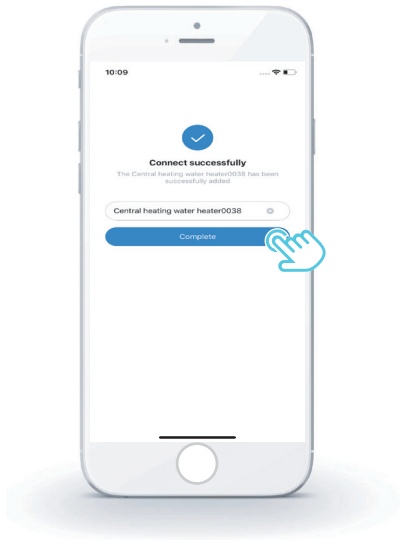 10:09
Connect successfully
The Central heating water heater0038 has been
successfully added
Central heating water heater0038
Complete